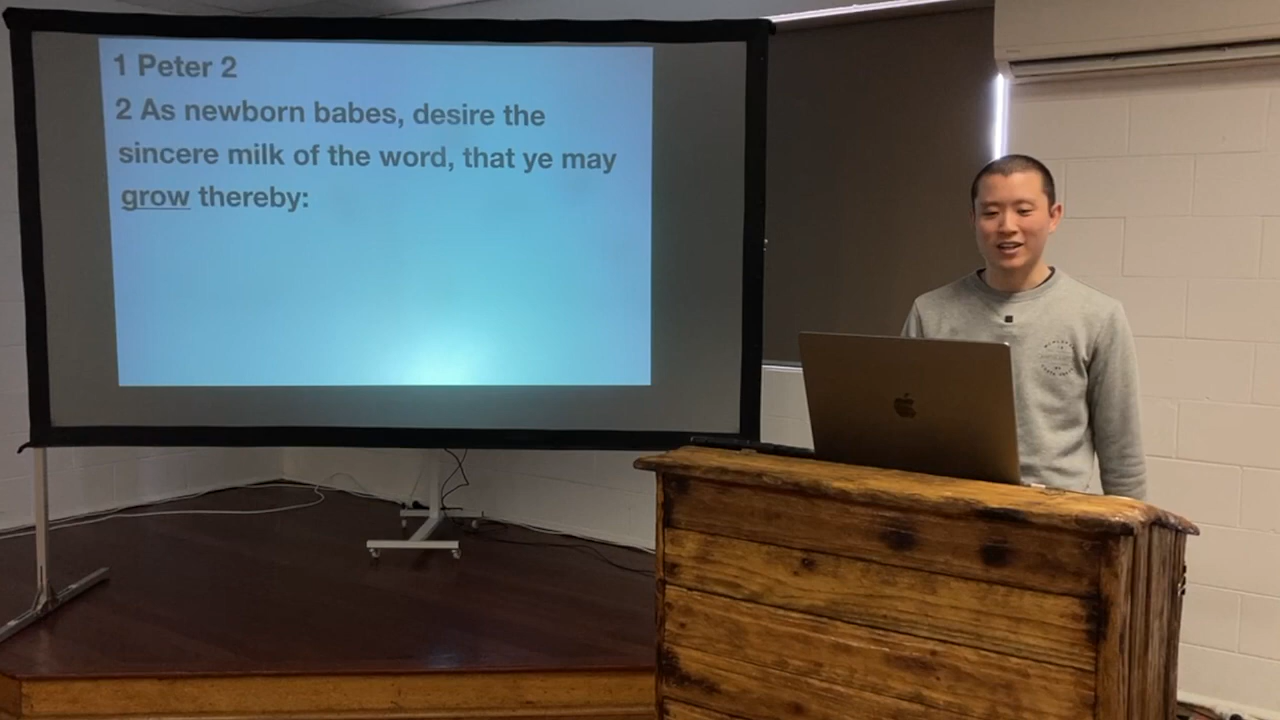 1 Peter 2
2 As newborn babes, desire the
sincere milk of the word, that ye may
grow thereby: